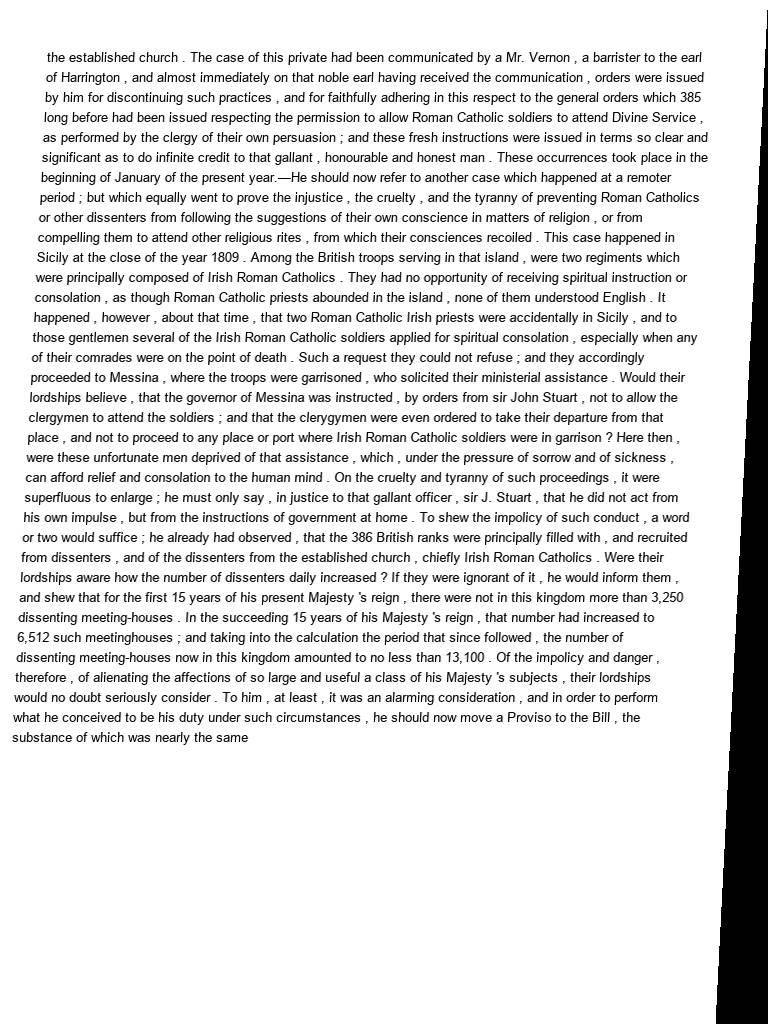 the established church . The case of this private had been communicated by a Mr. Vernon , a barrister to the earl
of Harrington , and almost immediately on that noble earl having received the communication , orders were issued
by him for discontinuing such practices , and for faithfully adhering in this respect to the general orders which 385
long before had been issued respecting the permission to allow Roman Catholic soldiers to attend Divine Service ,
as performed by the clergy of their own persuasion ; and these fresh instructions were issued in terms so clear and
significant as to do infinite credit to that gallant , honourable and honest man . These occurrences took place in the
beginning of January of the present year.—He should now refer to another case which happened at a remoter
period ; but which equally went to prove the injustice , the cruelty , and the tyranny of preventing Roman Catholics
or other dissenters from following the suggestions of their own conscience in matters of religion , or from
compelling them to attend other religious rites , from which their consciences recoiled . This case happened in
Sicily at the close of the year 1809 . Among the British troops serving in that island , were two regiments which
were principally composed of Irish Roman Catholics . They had no opportunity of receiving spiritual instruction or
consolation , as though Roman Catholic priests abounded in the island , none of them understood English . It
happened , however , about that time , that two Roman Catholic Irish priests were accidentally in Sicily , and to
those gentlemen several of the Irish Roman Catholic soldiers applied for spiritual consolation , especially when any
of their comrades were on the point of death . Such a request they could not refuse ; and they accordingly
proceeded to Messina , where the troops were garrisoned , who solicited their ministerial assistance . Would their
lordships believe , that the governor of Messina was instructed , by orders from sir John Stuart , not to allow the
clergymen to attend the soldiers ; and that the clerygymen were even ordered to take their departure from that
place , and not to proceed to any place or port where Irish Roman Catholic soldiers were in garrison ? Here then ,
were these unfortunate men deprived of that assistance , which , under the pressure of sorrow and of sickness ,
can afford relief and consolation to the human mind . On the cruelty and tyranny of such proceedings , it were
superfluous to enlarge ; he must only say , in justice to that gallant officer , sir J. Stuart , that he did not act from
his own impulse , but from the instructions of government at home . To shew the impolicy of such conduct , a word
or two would suffice ; he already had observed , that the 386 British ranks were principally filled with , and recruited
from dissenters , and of the dissenters from the established church , chiefly Irish Roman Catholics . Were their
lordships aware how the number of dissenters daily increased ? If they were ignorant of it , he would inform them ,
and shew that for the first 15 years of his present Majesty 's reign , there were not in this kingdom more than 3,250
dissenting meeting-houses . In the succeeding 15 years of his Majesty 's reign , that number had increased to
6,512 such meetinghouses ; and taking into the calculation the period that since followed , the number of
dissenting meeting-houses now in this kingdom amounted to no less than 13,100 . Of the impolicy and danger ,
therefore , of alienating the affections of so large and useful a class of his Majesty 's subjects , their lordships
would no doubt seriously consider . To him , at least , it was an alarming consideration , and in order to perform
what he conceived to be his duty under such circumstances , he should now move a Proviso to the Bill , the
substance of which was nearly the same